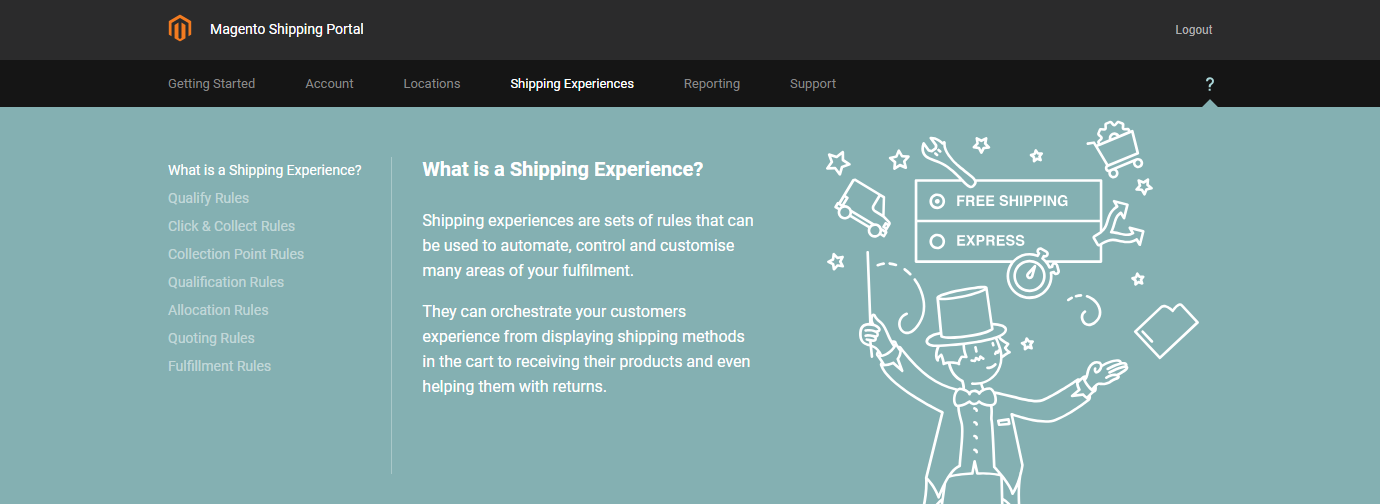 Magento Shipping Portal
Logout
Getting Started
Account
Locations
Shipping Experiences
Reporting
Support
?
What is a Shipping Experience?
Qualify Rules
Click & Collect Rules
Collection Point Rules
Qualification Rules
Allocation Rules
Quoting Rules
Fulfillment Rules
What is a Shipping Experience?
Shipping experiences are sets of rules that can
be used to automate, control and customise
many areas of your fulfilment.
They can orchestrate your customers
experience from displaying shipping methods
in the cart to receiving their products and even
helping them with returns.
FREE SHIPPING
EXPRESS